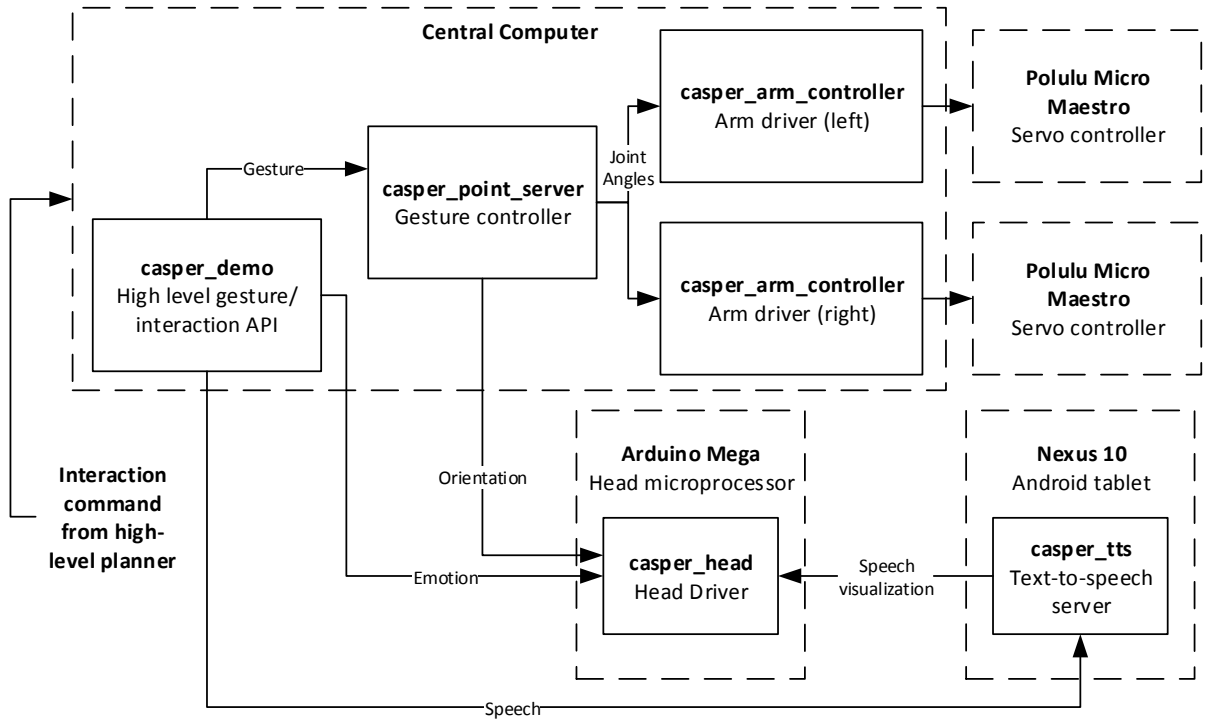 Central Computer
casper_arm_controller
Arm driver (left)
Polulu Micro
Maestro
Servo controller
Gesture
casper_point_server
Gesture controller
Joint
Angles
casper_demo
High level gesture/
interaction API
casper_arm_controller
Arm driver (right)
Polulu Micro
Maestro
Servo controller
Interaction
command
from high-
level planner
Orientation
Emotion
Arduino Mega
Head microprocessor
casper_head
Head Driver
Speech
visualization
Nexus 10
Android tablet
casper_tts
Text-to-speech
server
Speech